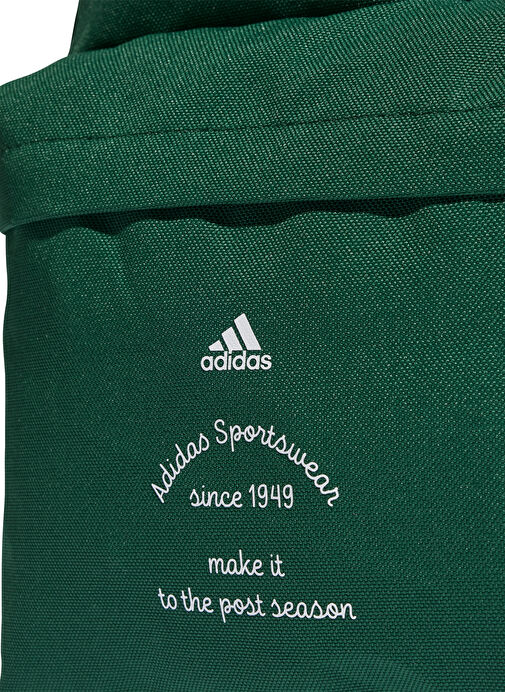 adidas
Adidas Sportswear
since 1949
make it
to the post season